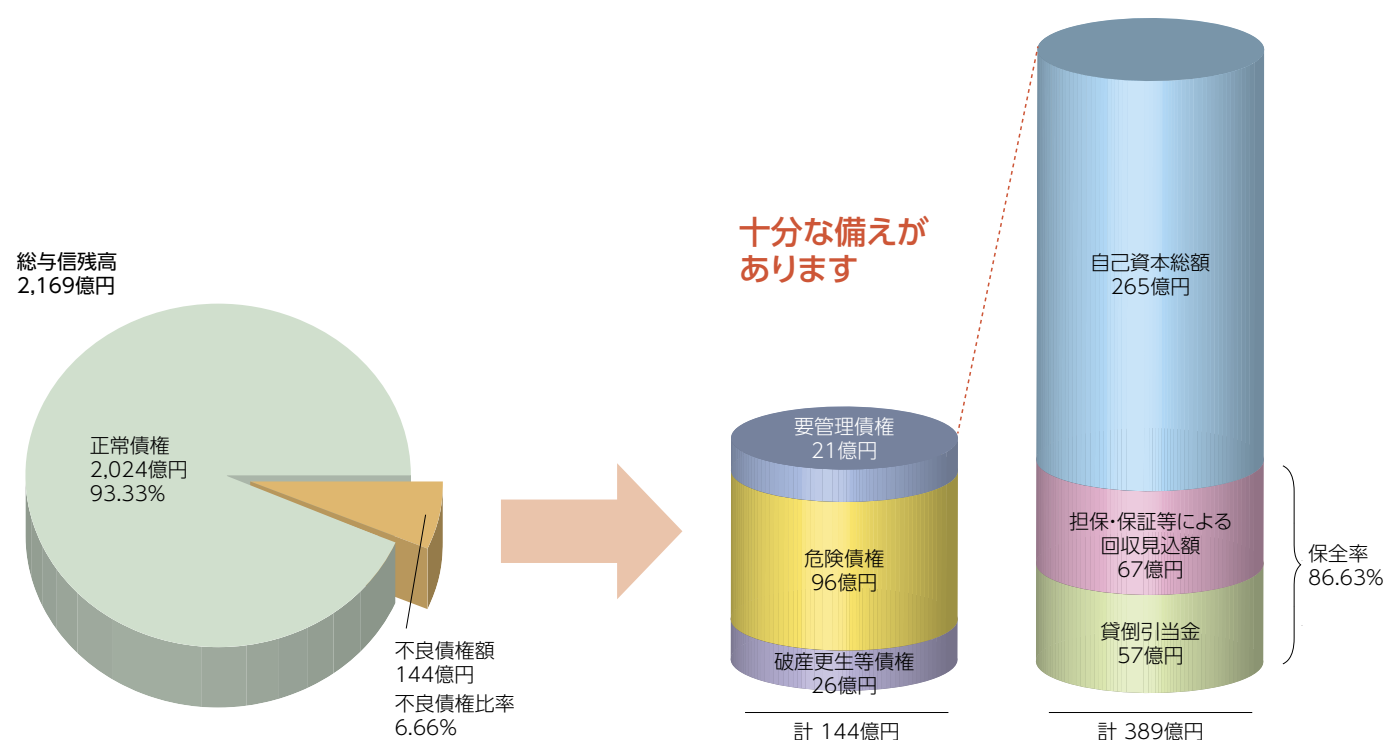 総与信残高
2,169億円
正常債権
2,024億円
93.33%
不良債権額
144億円
不良債権比率
6.66%
十分な備えが
あります
要管理債権
21億円
危険債権
96億円
破産更生等債権
26億円
計 144億円
自己資本総額
265億円
担保・保証等による
回収見込額
67億円
貸倒引当金
57億円
計 389億円
保全率
86.63%